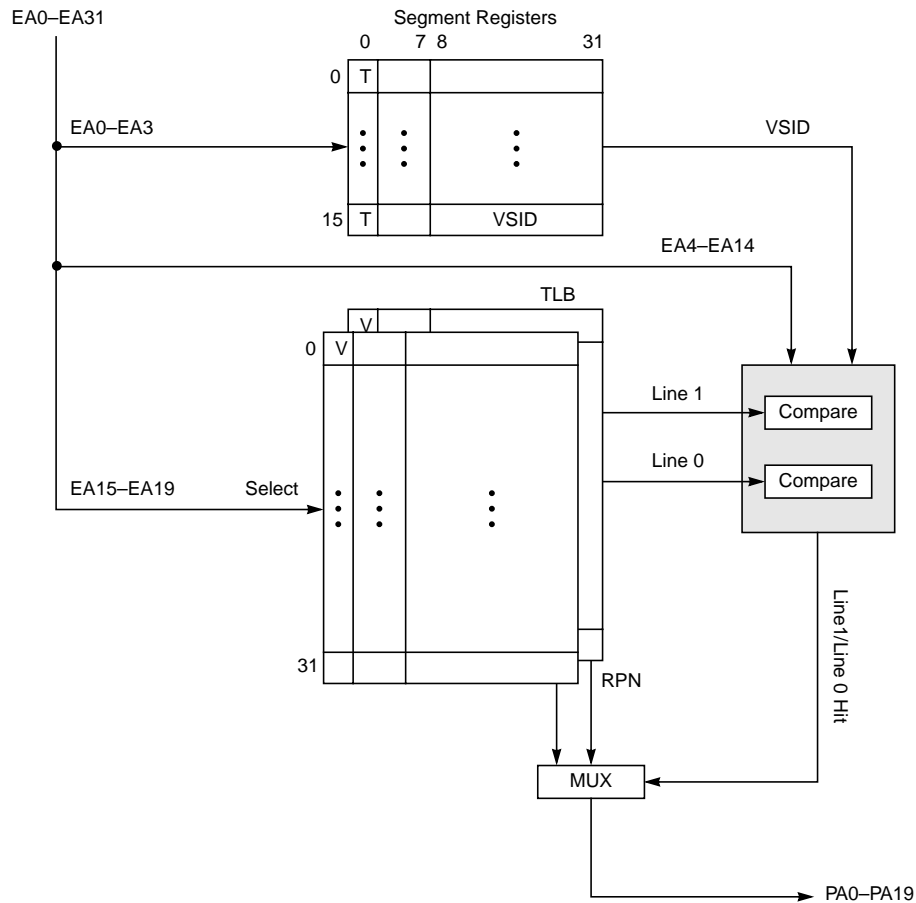 EA0–EA31
Segment Registers
0 7 8 31
0 T
EA0–EA3
VSID
15 T VSID
EA4–EA14
TLB
V
0 V
Line 1
Compare
Line 0
Compare
EA15–EA19 Select
31
RPN
Line1/Line 0 Hit
MUX
PA0–PA19